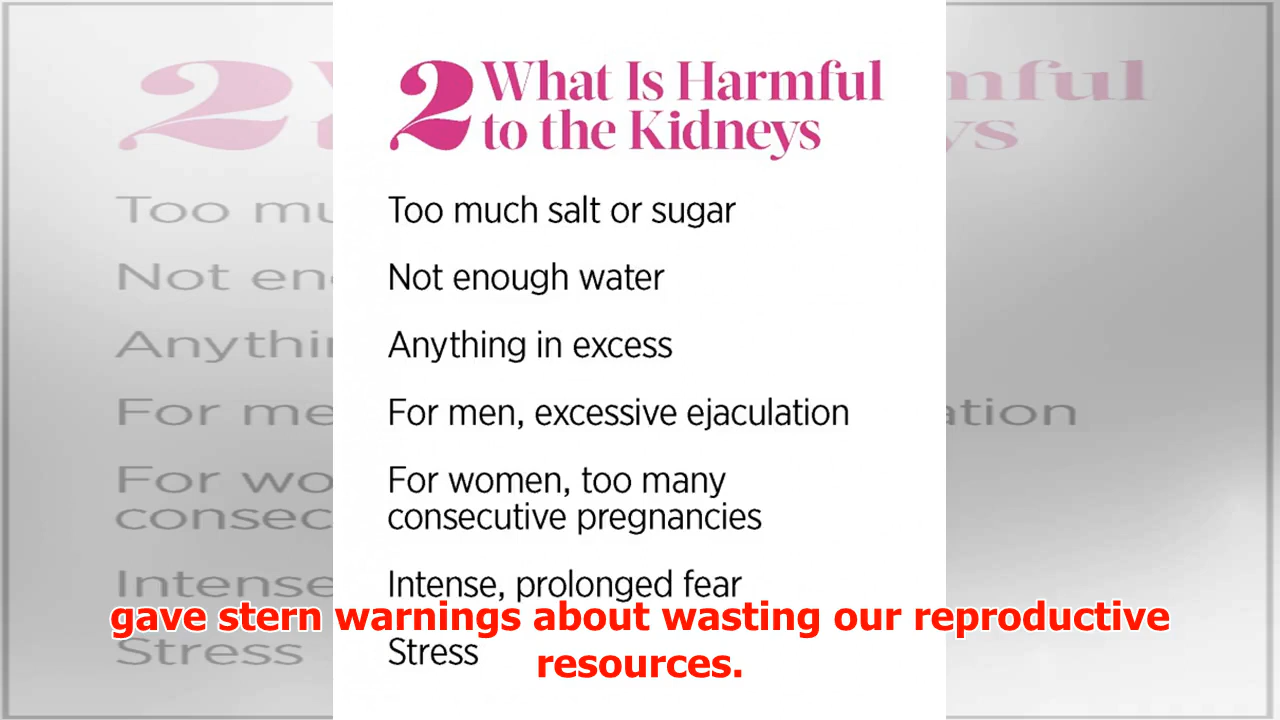 2 What Is Harmful
to the Kidneys
Too much salt or sugar
Not enough water
Anything in excess
For men, excessive ejaculation
For women, too many
consecutive pregnancies
Intense, prolonged fear
gave stern warnings about wasting our reproductive
Stress
resources.